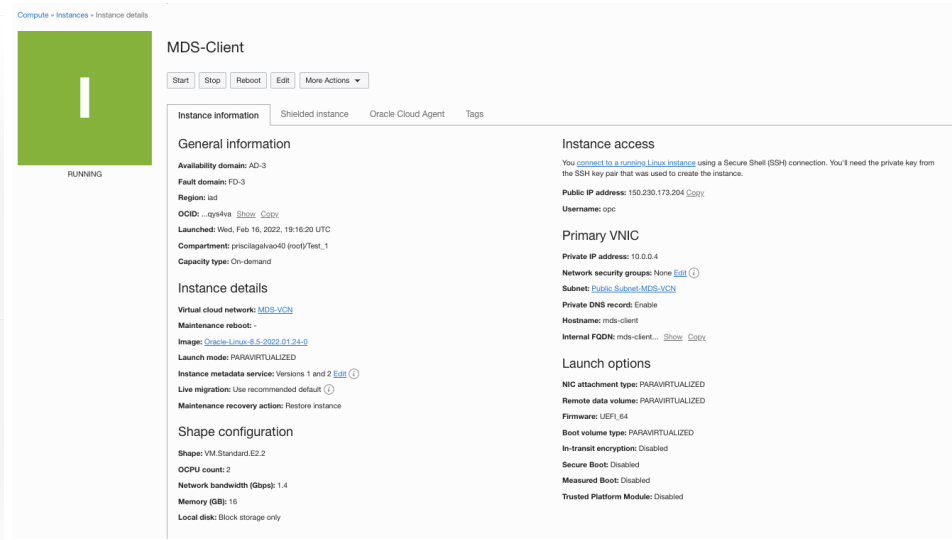 Compute » Instances » Instance details
I
RUNNING
MDS-Client
Start Stop Reboot Edit More Actions
Instance information Shielded instance Oracle Cloud Agent Tags
General information
Availability domain: AD-3
Fault domain: FD-3
Region: iad
OCID: ...qys4va Show Copy
Launched: Wed, Feb 16, 2022, 19:16:20 UTC
Compartment: priscilagalvao40 (root)/Test_1
Capacity type: On-demand
Instance details
Virtual cloud network: MDS-VCN
Maintenance reboot: -
Image: Oracle-Linux-8.5-2022.01.24-0
Launch mode: PARAVIRTUALIZED
Instance metadata service: Versions 1 and 2 Edit i
Live migration: Use recommended default i
Maintenance recovery action: Restore instance
Shape configuration
Shape: VM.Standard.E2.2
OCPU count: 2
Network bandwidth (Gbps): 1.4
Memory (GB): 16
Local disk: Block storage only
Instance access
You connect to a running Linux instance using a Secure Shell (SSH) connection. You'll need the private key from
the SSH key pair that was used to create the instance.
Public IP address: 150.230.173.204 Copy
Username: opc
Primary VNIC
Private IP address: 10.0.0.4
Network security groups: None Edit i
Subnet: Public Subnet-MDS-VCN
Private DNS record: Enable
Hostname: mds-client
Internal FQDN: mds-client... Show Copy
Launch options
NIC attachment type: PARAVIRTUALIZED
Remote data volume: PARAVIRTUALIZED
Firmware: UEFI_64
Boot volume type: PARAVIRTUALIZED
In-transit encryption: Disabled
Secure Boot: Disabled
Measured Boot: Disabled
Trusted Platform Module: Disabled